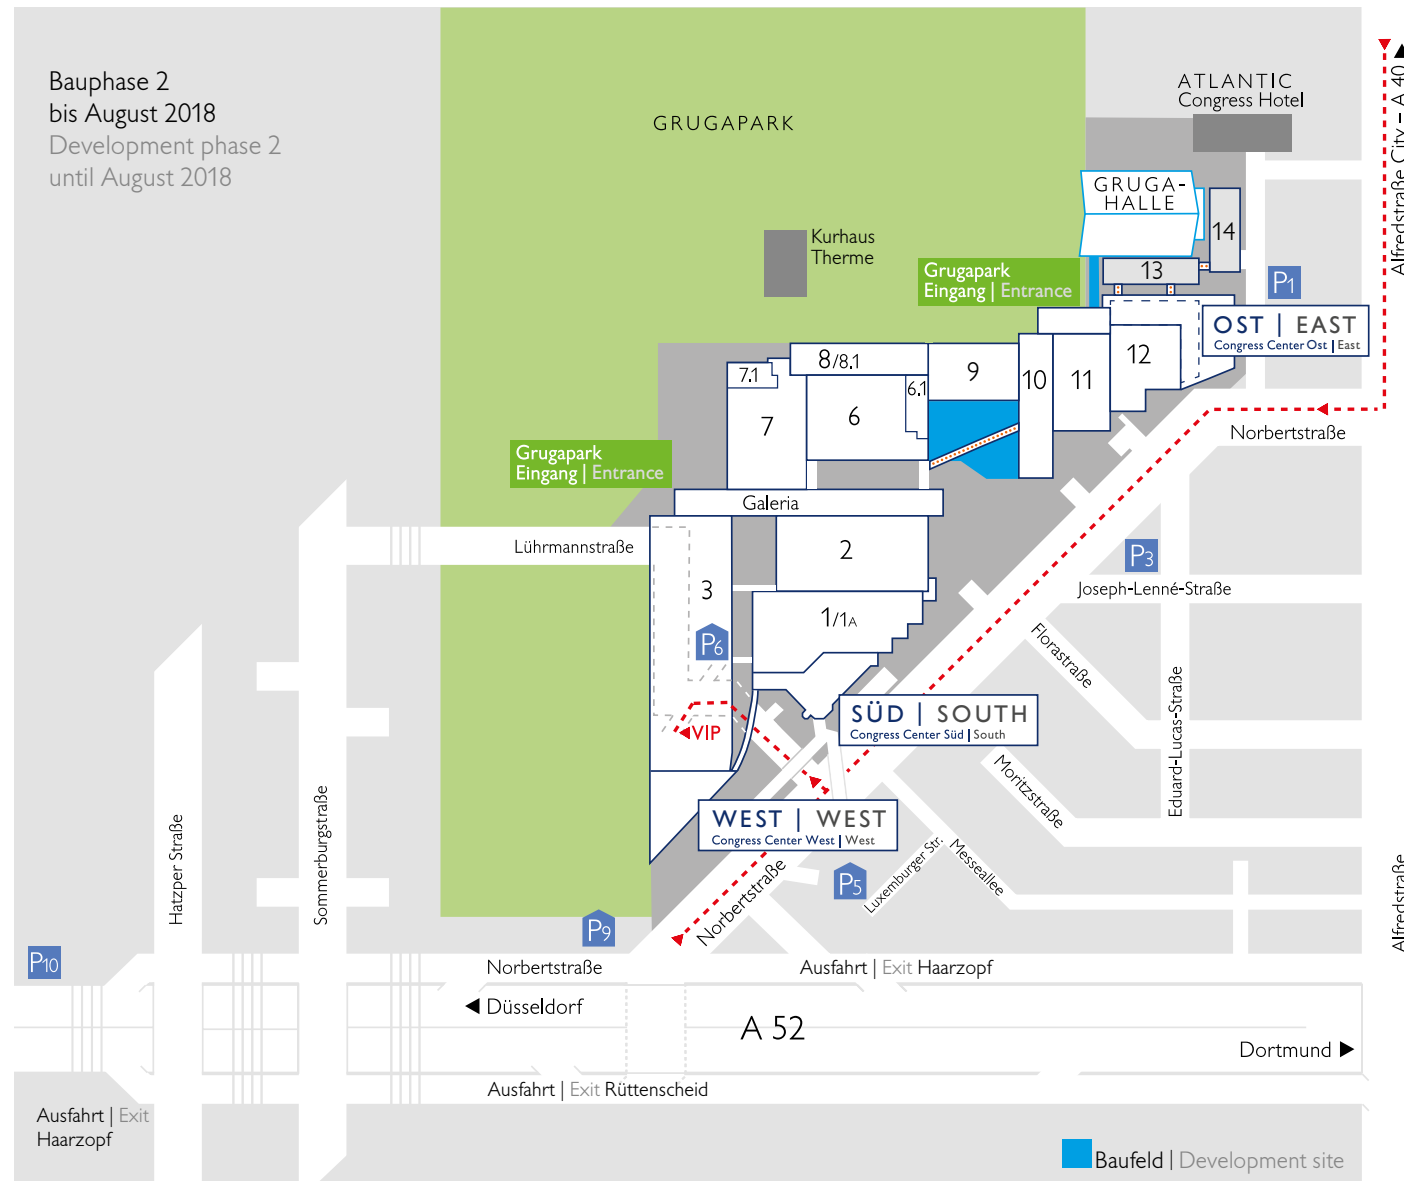 Bauphase 2
bis August 2018
Development phase 2
until August 2018
GRUGAPARK
ATLANTIC
Congress Hotel
Alfredstraße City – A 40
GRUGA-
HALLE
14
13
Kurhaus
Therme
Grugapark
Eingang | Entrance
P1
OST | EAST
Congress Center Ost | East
8/8.1
7.1
9
6.1
10
11
12
7
6
Norbertstraße
Grugapark
Eingang | Entrance
Galeria
Lührmannstraße
2
3
P3
Joseph-Lenné-Straße
1/1A
P6
Florastraße
Eduard-Lucas-Straße
SÜD | SOUTH
Congress Center Süd | South
VIP
Moritzstraße
WEST | WEST
Congress Center West | West
Hatzper Straße
Sommerburgstraße
P5
Luxemburger Str.
Messeallee
Alfredstraße
Norbertstraße
P9
P10
Norbertstraße
Ausfahrt | Exit Haarzopf
Düsseldorf
A 52
Dortmund
Ausfahrt | Exit Rüttenscheid
Ausfahrt | Exit
Haarzopf
Baufeld | Development site